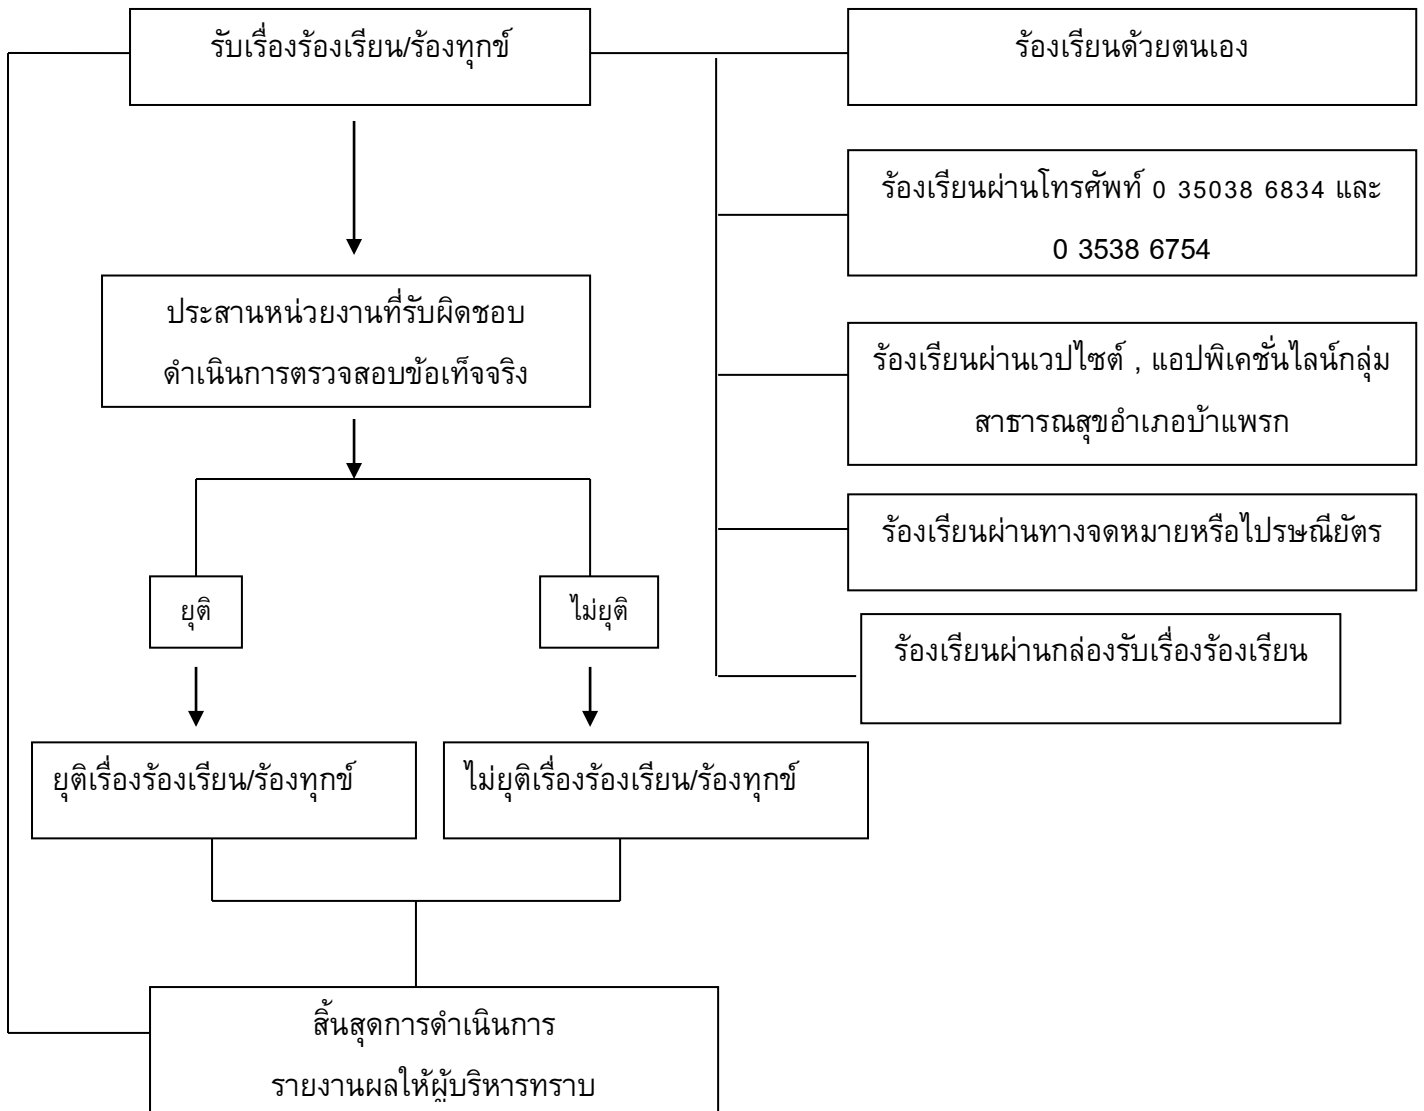 รับเรื่องร้องเรียน/ร้องทุกข์
ร้องเรียนด้วยตนเอง
ร้องเรียนผ่านโทรศัพท์ 0 35038 6834 และ
0 3538 6754
ประสานหน่วยงานที่รับผิดชอบ
ดำเนินการตรวจสอบข้อเท็จจริง
ร้องเรียนผ่านเวปไซต์ , แอปพิเคชั่นไลน์กลุ่ม
สาธารณสุขอำเภอบ้าแพรก
ร้องเรียนผ่านทางจดหมายหรือไปรษณียัตร
ยุติ
ไม่ยุติ
ร้องเรียนผ่านกล่องรับเรื่องร้องเรียน
ยุติเรื่องร้องเรียน/ร้องทุกข์
ไม่ยุติเรื่องร้องเรียน/ร้องทุกข์
สิ้นสุดการดำเนินการ
รายงานผลให้ผู้บริหารทราบ